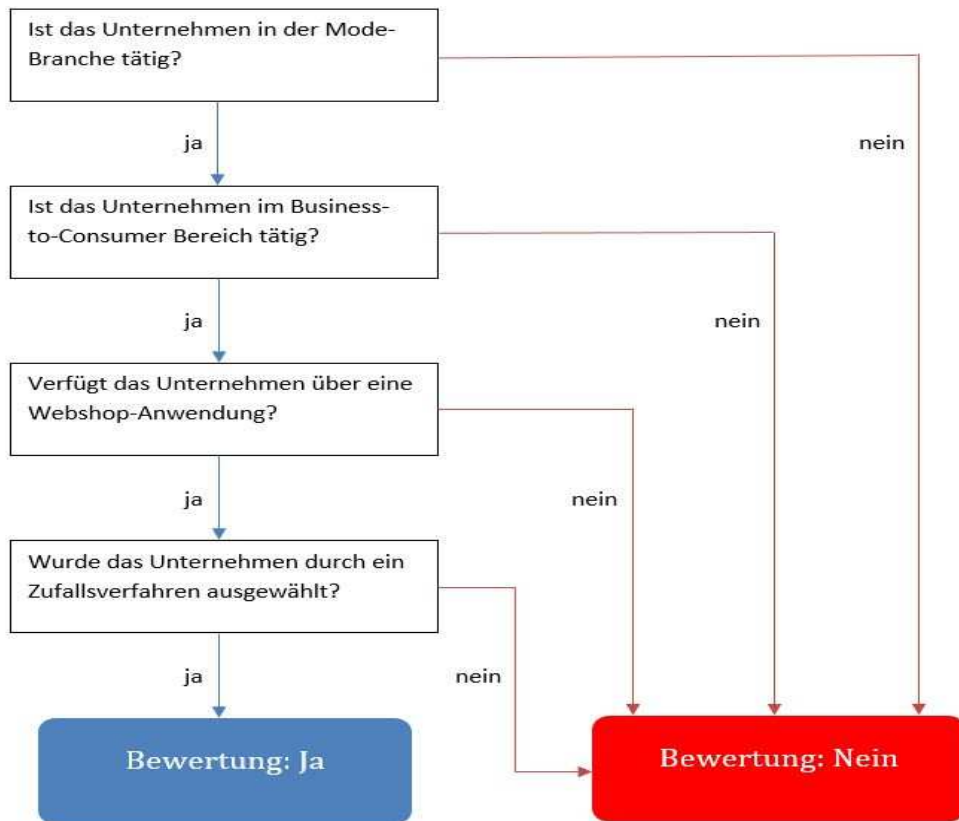 Ist das Unternehmen in der Mode-
Branche tätig?
ja
nein
Ist das Unternehmen im Business-
to-Consumer Bereich tätig?
ja
nein
Verfügt das Unternehmen über eine
Webshop-Anwendung?
ja
nein
Wurde das Unternehmen durch ein
Zufallsverfahren ausgewählt?
ja
nein
Bewertung: Ja
Bewertung: Nein